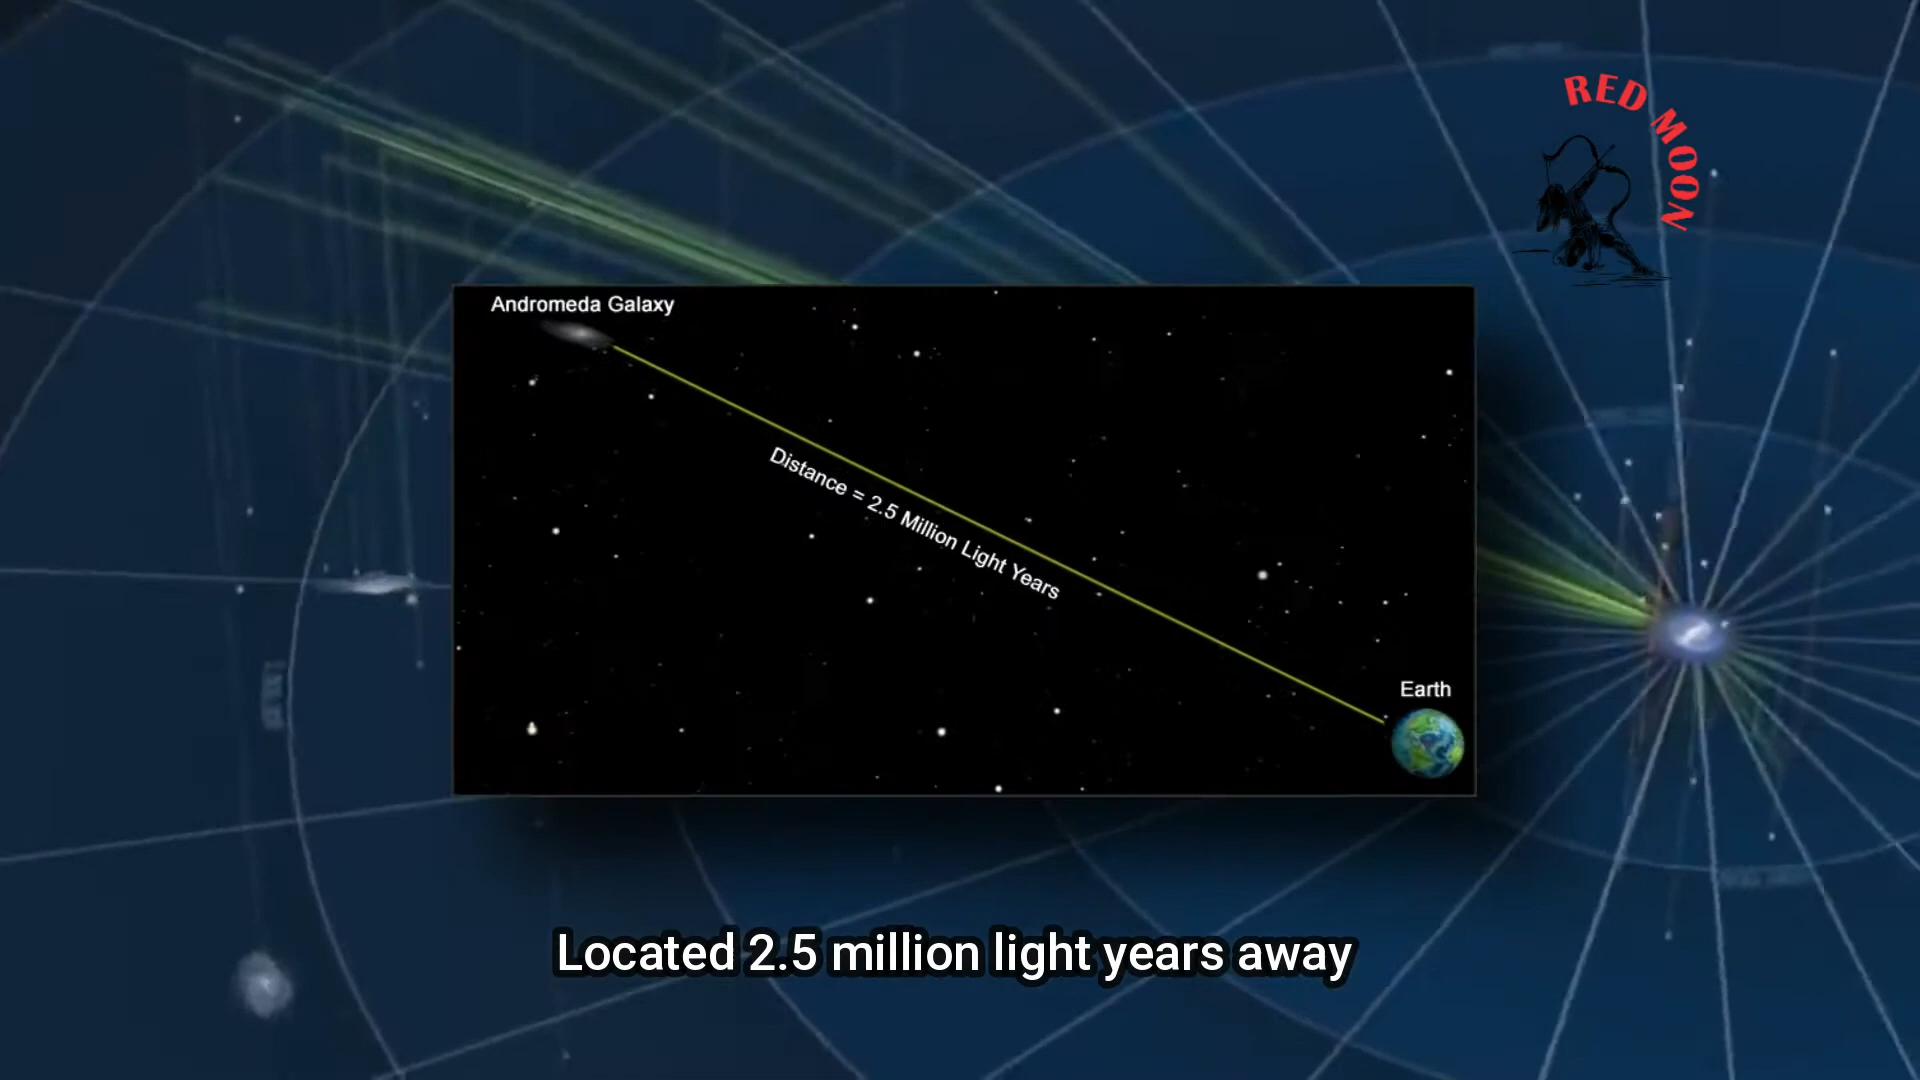 RED MOON
Andromeda Galaxy
Distance = 2.5 Million Light Years
Earth
Located 2.5 million light years away